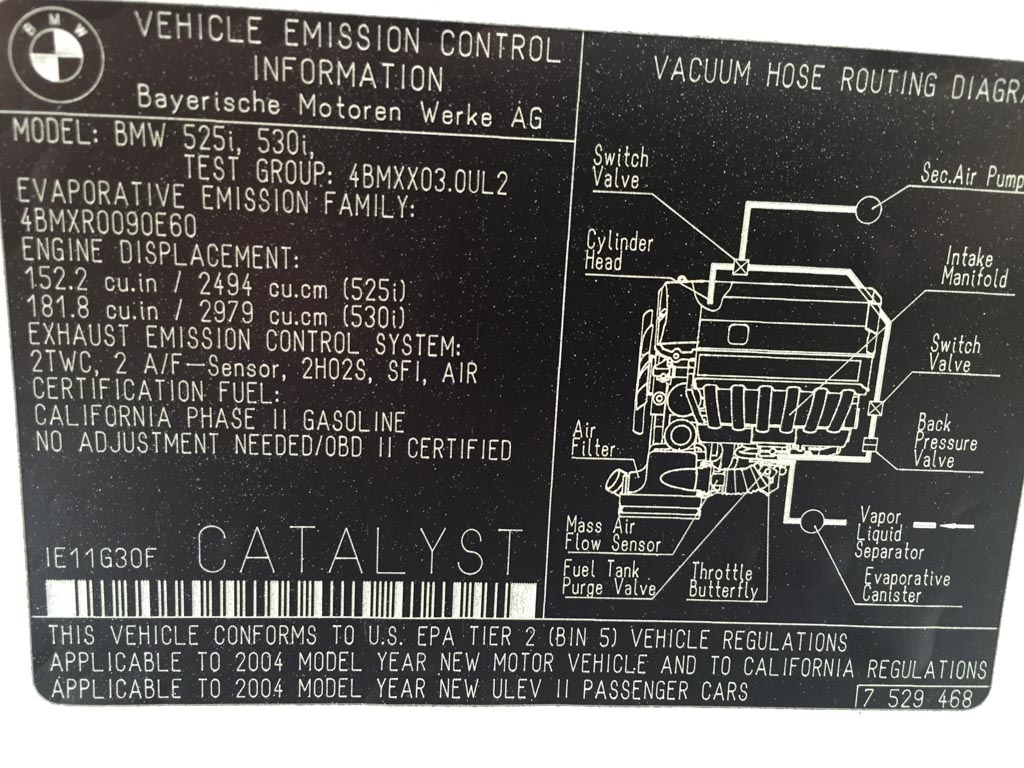 BMW
VEHICLE EMISSION CONTROL
INFORMATION
Bayerische Motoren Werke AG
MODEL: BMW 525i, 530i,
TEST GROUP: 4BMXX03.0UL2
EVAPORATIVE EMISSION FAMILY:
4BMXR0090E60
ENGINE DISPLACEMENT:
152.2 cu.in / 2494 cu.cm (525i)
181.8 cu.in / 2979 cu.cm (530i)
EXHAUST EMISSION CONTROL SYSTEM:
2TWC, 2 A/F-Sensor, 2HO2S, SFI, AIR
CERTIFICATION FUEL:
CALIFORNIA PHASE II GASOLINE
NO ADJUSTMENT NEEDED/OBD II CERTIFIED
IE11G30F
CATALYST
VACUUM HOSE ROUTING DIAGRA
Switch
Valve
Sec.Air Pump
Cylinder
Head
Intake
Manifold
Switch
Valve
Air
Filter
Back
Pressure
Valve
Mass Air
Flow Sensor
Vapor
Liquid
Separator
Fuel Tank
Purge Valve
Throttle
Butterfly
Evaporative
Canister
THIS VEHICLE CONFORMS TO U.S. EPA TIER 2 (BIN 5) VEHICLE REGULATIONS
APPLICABLE TO 2004 MODEL YEAR NEW MOTOR VEHICLE AND TO CALIFORNIA REGULATIONS
APPLICABLE TO 2004 MODEL YEAR NEW ULEV II PASSENGER CARS
7 529 468